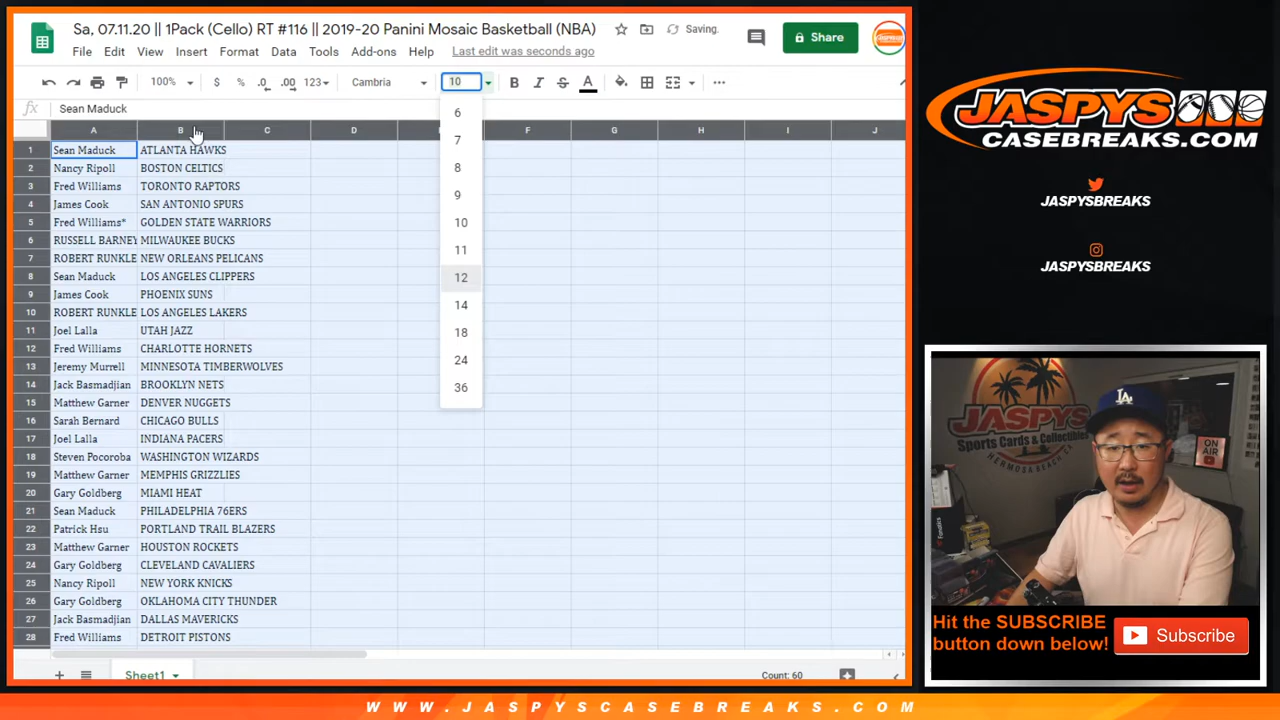 Sa, 07.11.20 || 1Pack (Cello) RT #116 || 2019-20 Panini Mosaic Basketball (NBA) Saving... Share
File Edit View Insert Format Data Tools Add-ons Help Last edit was seconds ago
100% $ % .0 .00 123 Cambria 10 B I S A
fx Sean Maduck
A B C D F G H I J
1 Sean Maduck ATLANTA HAWKS
2 Nancy Ripoll BOSTON CELTICS
3 Fred Williams TORONTO RAPTORS
4 James Cook SAN ANTONIO SPURS
5 Fred Williams* GOLDEN STATE WARRIORS
6 RUSSELL BARNEY MILWAUKEE BUCKS
7 ROBERT RUNKLE NEW ORLEANS PELICANS
8 Sean Maduck LOS ANGELES CLIPPERS
9 James Cook PHOENIX SUNS
10 ROBERT RUNKLE LOS ANGELES LAKERS
11 Joel Lalla UTAH JAZZ
12 Fred Williams CHARLOTTE HORNETS
13 Jeremy Murrell MINNESOTA TIMBERWOLVES
14 Jack Basmadjian BROOKLYN NETS
15 Matthew Garner DENVER NUGGETS
16 Sarah Bernard CHICAGO BULLS
17 Joel Lalla INDIANA PACERS
18 Steven Pocoroba WASHINGTON WIZARDS
19 Matthew Garner MEMPHIS GRIZZLIES
20 Gary Goldberg MIAMI HEAT
21 Sean Maduck PHILADELPHIA 76ERS
22 Patrick Hsu PORTLAND TRAIL BLAZERS
23 Matthew Garner HOUSTON ROCKETS
24 Gary Goldberg CLEVELAND CAVALIERS
25 Nancy Ripoll NEW YORK KNICKS
26 Gary Goldberg OKLAHOMA CITY THUNDER
27 Jack Basmadjian DALLAS MAVERICKS
28 Fred Williams DETROIT PISTONS
6
7
8
9
10
11
12
14
18
24
36
Sheet1 Count: 60
JASPYS
CASEBREAKS.COM
JASPYSBREAKS
JASPYSBREAKS
JASPYS
Sports Cards & Collectibles
HERMOSA BEACH
LA
ON AIR
Hit the SUBSCRIBE
button down below!
Subscribe
WWW.JASPYSCASEBREAKS.COM